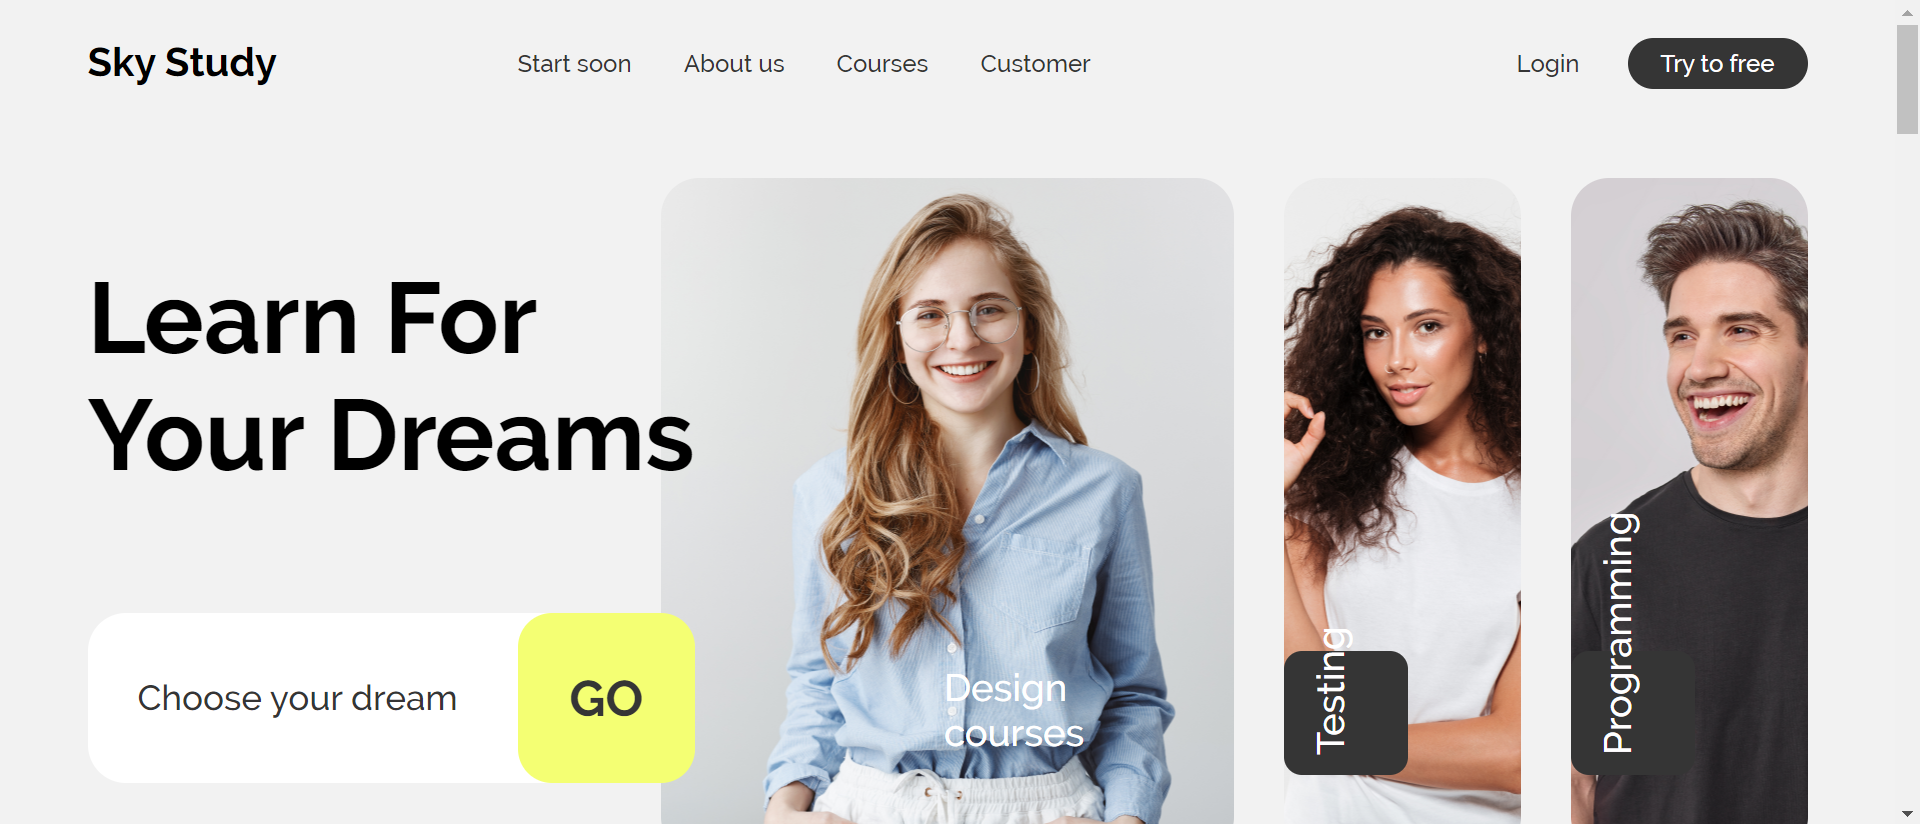 Sky Study
Start soon
About us
Courses
Customer
Login
Try to free
Learn For
Your Dreams
Choose your dream
GO
Design
courses
Testing
Programming